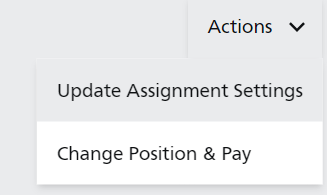 Actions
Update Assignment Settings
Change Position & Pay